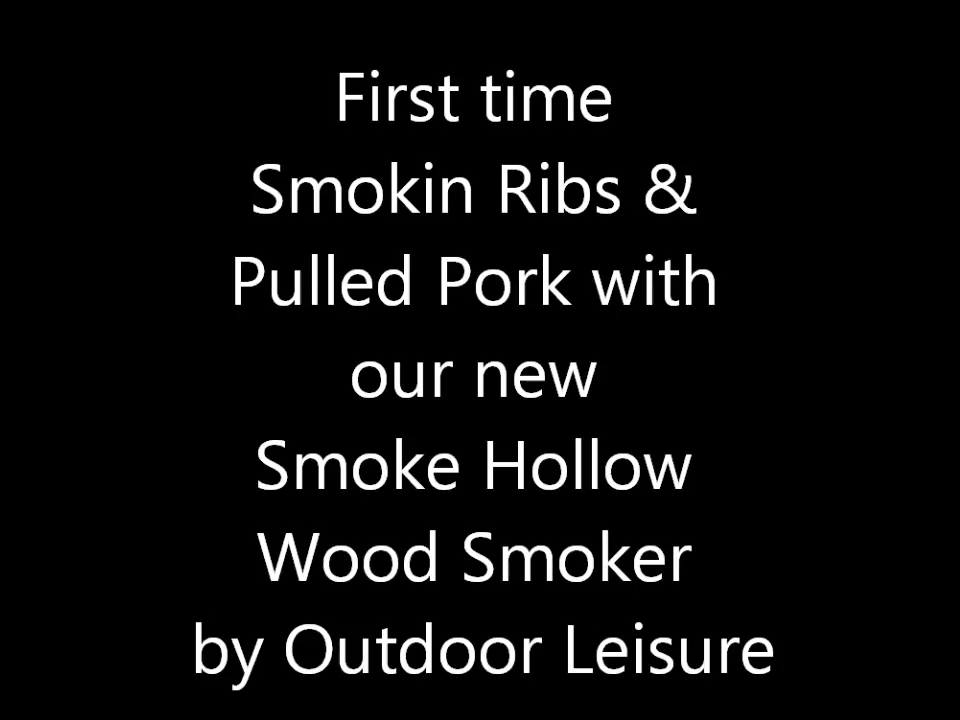 First time
Smokin Ribs &
Pulled Pork with
our new
Smoke Hollow
Wood Smoker
by Outdoor Leisure